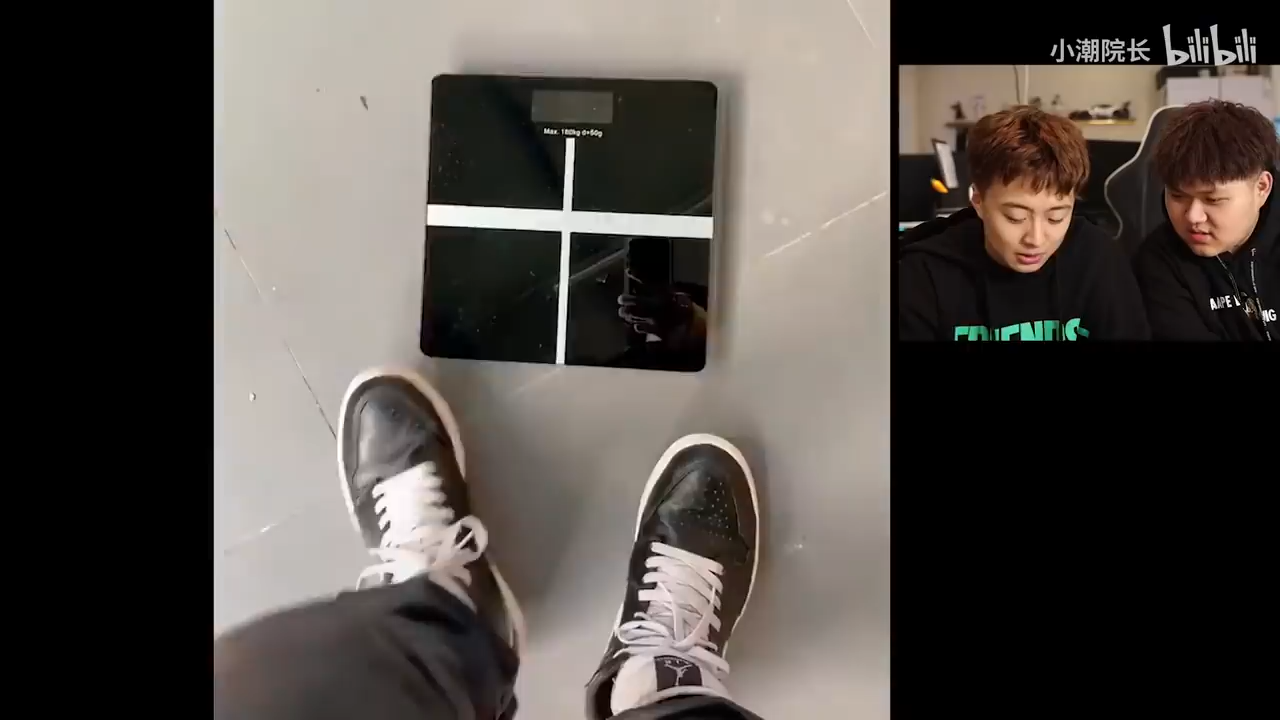 小潮院长 bilibili
Max. 180kg d=50g
FRIENDS